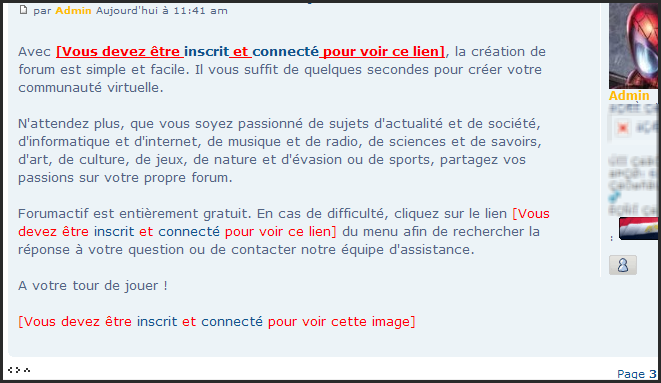 par Admin Aujourd'hui à 11:41 am
Avec [Vous devez être inscrit et connecté pour voir ce lien], la création de
forum est simple et facile. Il vous suffit de quelques secondes pour créer votre
communauté virtuelle.
N'attendez plus, que vous soyez passionné de sujets d'actualité et de société,
d'informatique et d'internet, de musique et de radio, de sciences et de savoirs,
d'art, de culture, de jeux, de nature et d'évasion ou de sports, partagez vos
passions sur votre propre forum.
Forumactif est entièrement gratuit. En cas de difficulté, cliquez sur le lien [Vous
devez être inscrit et connecté pour voir ce lien] du menu afin de rechercher la
réponse à votre question ou de contacter notre équipe d'assistance.
A votre tour de jouer !
[Vous devez être inscrit et connecté pour voir cette image]
Admin
:
Page 3